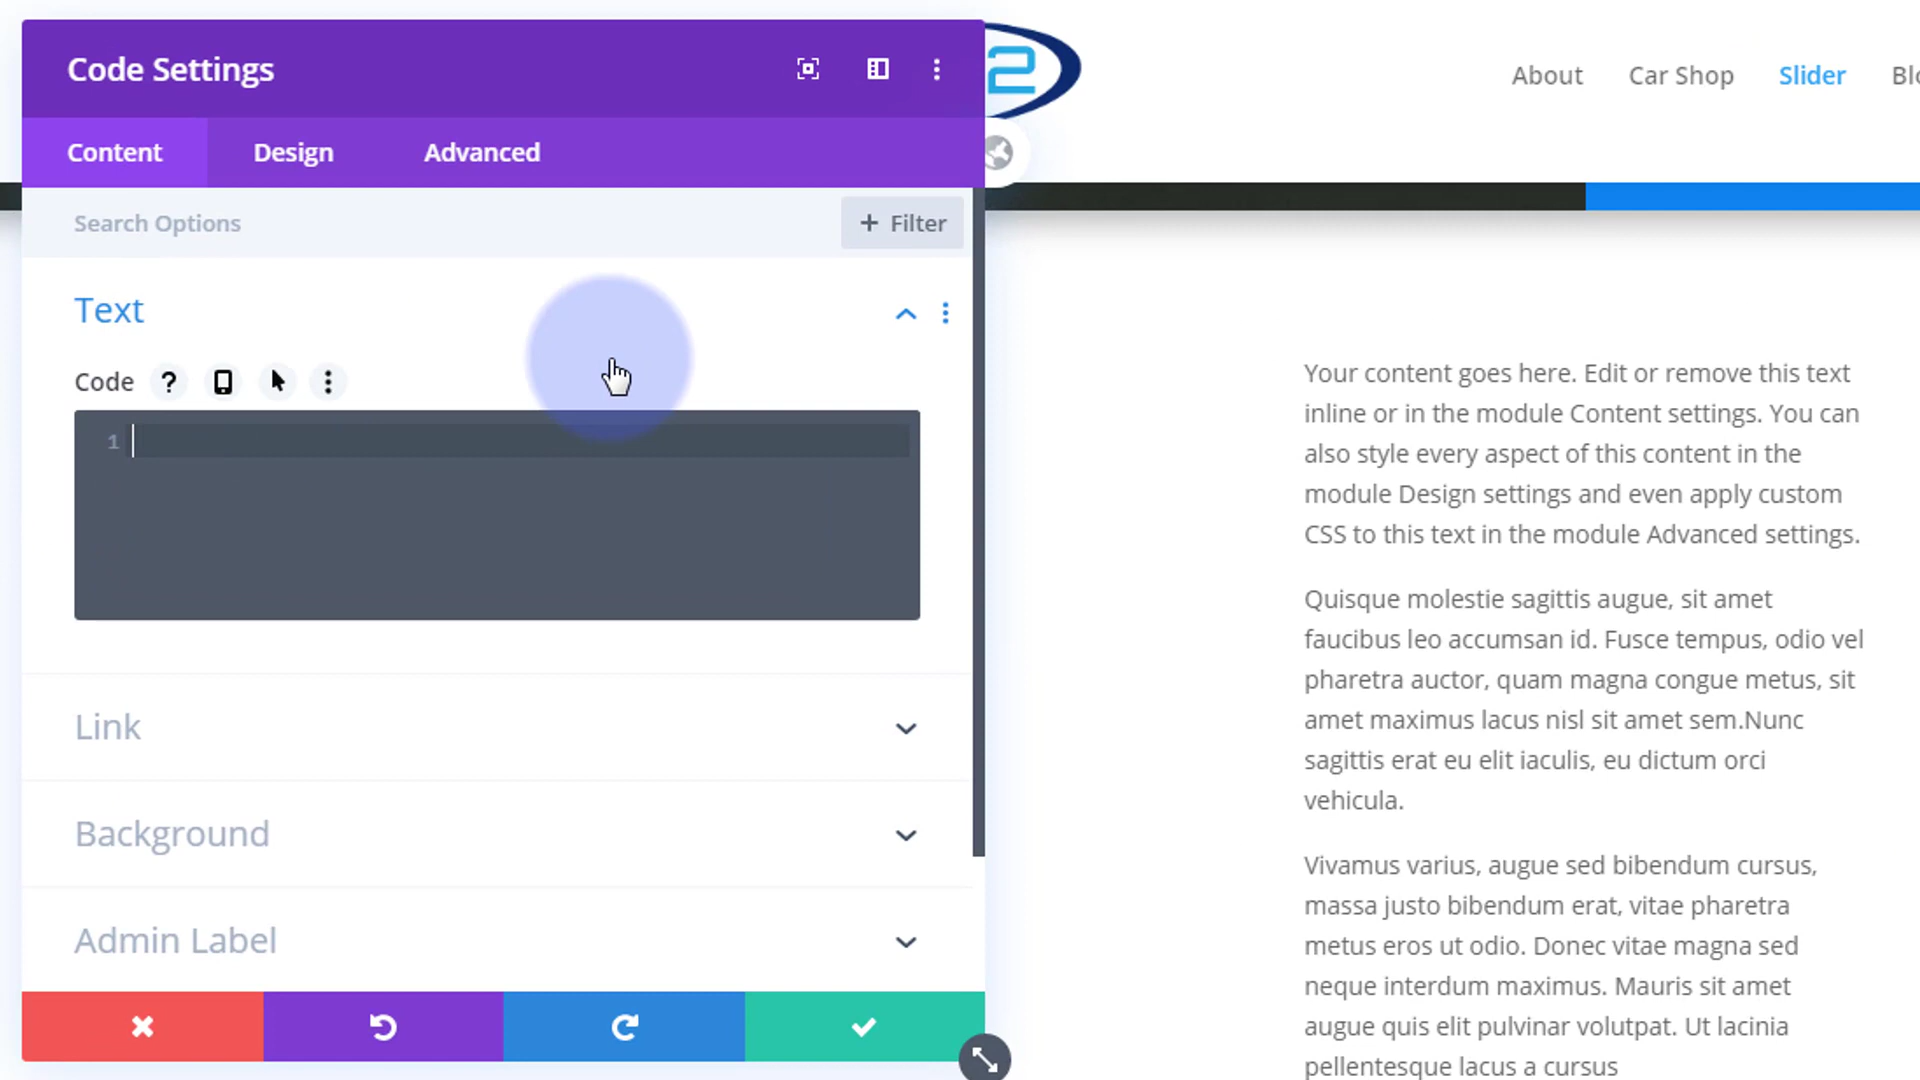 Code Settings
Content Design Advanced
Search Options
+ Filter
Text
Code ?
1
Link
Background
Admin Label
2
About Car Shop Slider
Your content goes here. Edit or remove this text
inline or in the module Content settings. You can
also style every aspect of this content in the
module Design settings and even apply custom
CSS to this text in the module Advanced settings.
Quisque molestie sagittis augue, sit amet
faucibus leo accumsan id. Fusce tempus, odio vel
pharetra auctor, quam magna congue metus, sit
amet maximus lacus nisl sit amet sem.Nunc
sagittis erat eu elit iaculis, eu dictum orci
vehicula.
Vivamus varius, augue sed bibendum cursus,
massa justo bibendum erat, vitae pharetra
metus eros ut odio. Donec vitae magna sed
neque interdum maximus. Mauris sit amet
augue quis elit pulvinar volutpat. Ut lacinia
pellentesque lacus a cursus